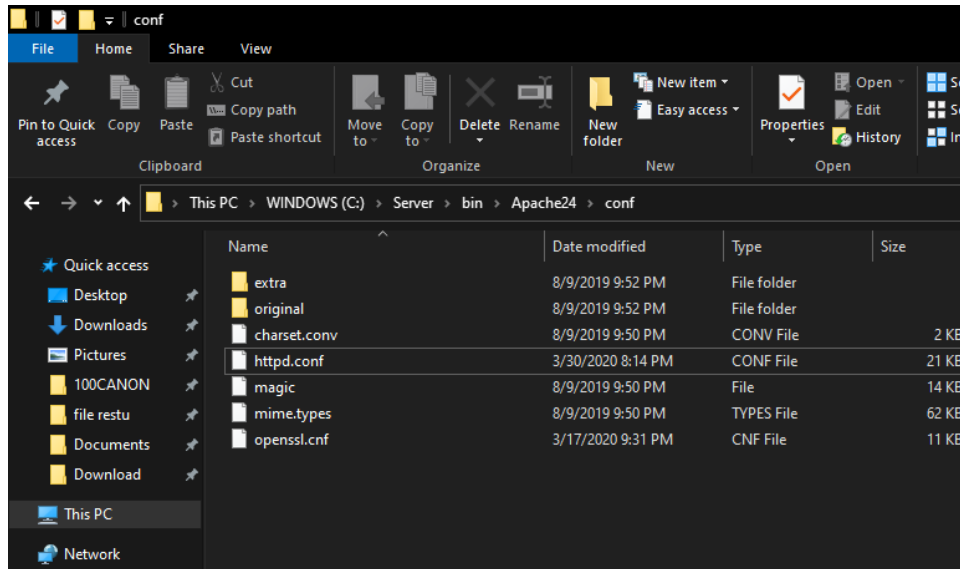 conf
File Home Share View
Pin to Quick access
Copy
Paste
Cut
Copy path
Paste shortcut
Move to
Copy to
Delete
Rename
New folder
New item
Easy access
Properties
Open
Edit
History
Clipboard Organize New Open
This PC > WINDOWS (C:) > Server > bin > Apache24 > conf
Quick access
Desktop
Downloads
Pictures
100CANON
file restu
Documents
Download
This PC
Network
Name Date modified Type Size
extra 8/9/2019 9:52 PM File folder
original 8/9/2019 9:52 PM File folder
charset.conv 8/9/2019 9:50 PM CONV File 2 KB
httpd.conf 3/30/2020 8:14 PM CONF File 21 KB
magic 8/9/2019 9:50 PM File 14 KB
mime.types 8/9/2019 9:50 PM TYPES File 62 KB
openssl.cnf 3/17/2020 9:31 PM CNF File 11 KB